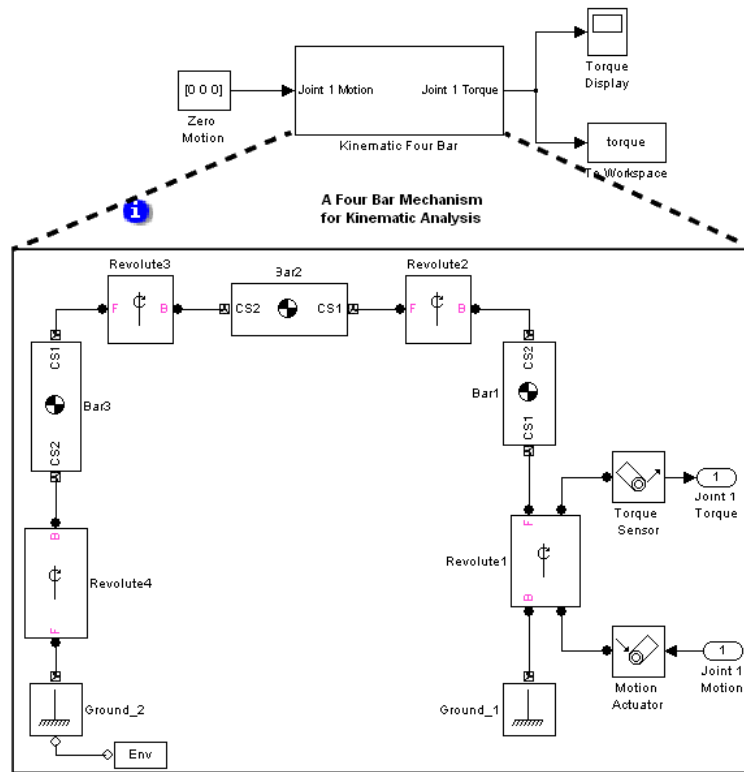 [0 0 0]
Zero
Motion
Joint 1 Motion
Joint 1 Torque
Kinematic Four Bar
Torque
Display
torque
To Workspace
i
A Four Bar Mechanism
for Kinematic Analysis
Revolute3
F
B
Bar2
CS2
CS1
Revolute2
F
B
CS1
CS2
Bar3
CS2
CS1
Bar1
B
F
Revolute4
F
B
Revolute1
Torque
Sensor
1
Joint 1
Torque
Motion
Actuator
1
Joint 1
Motion
Ground_2
Ground_1
Env